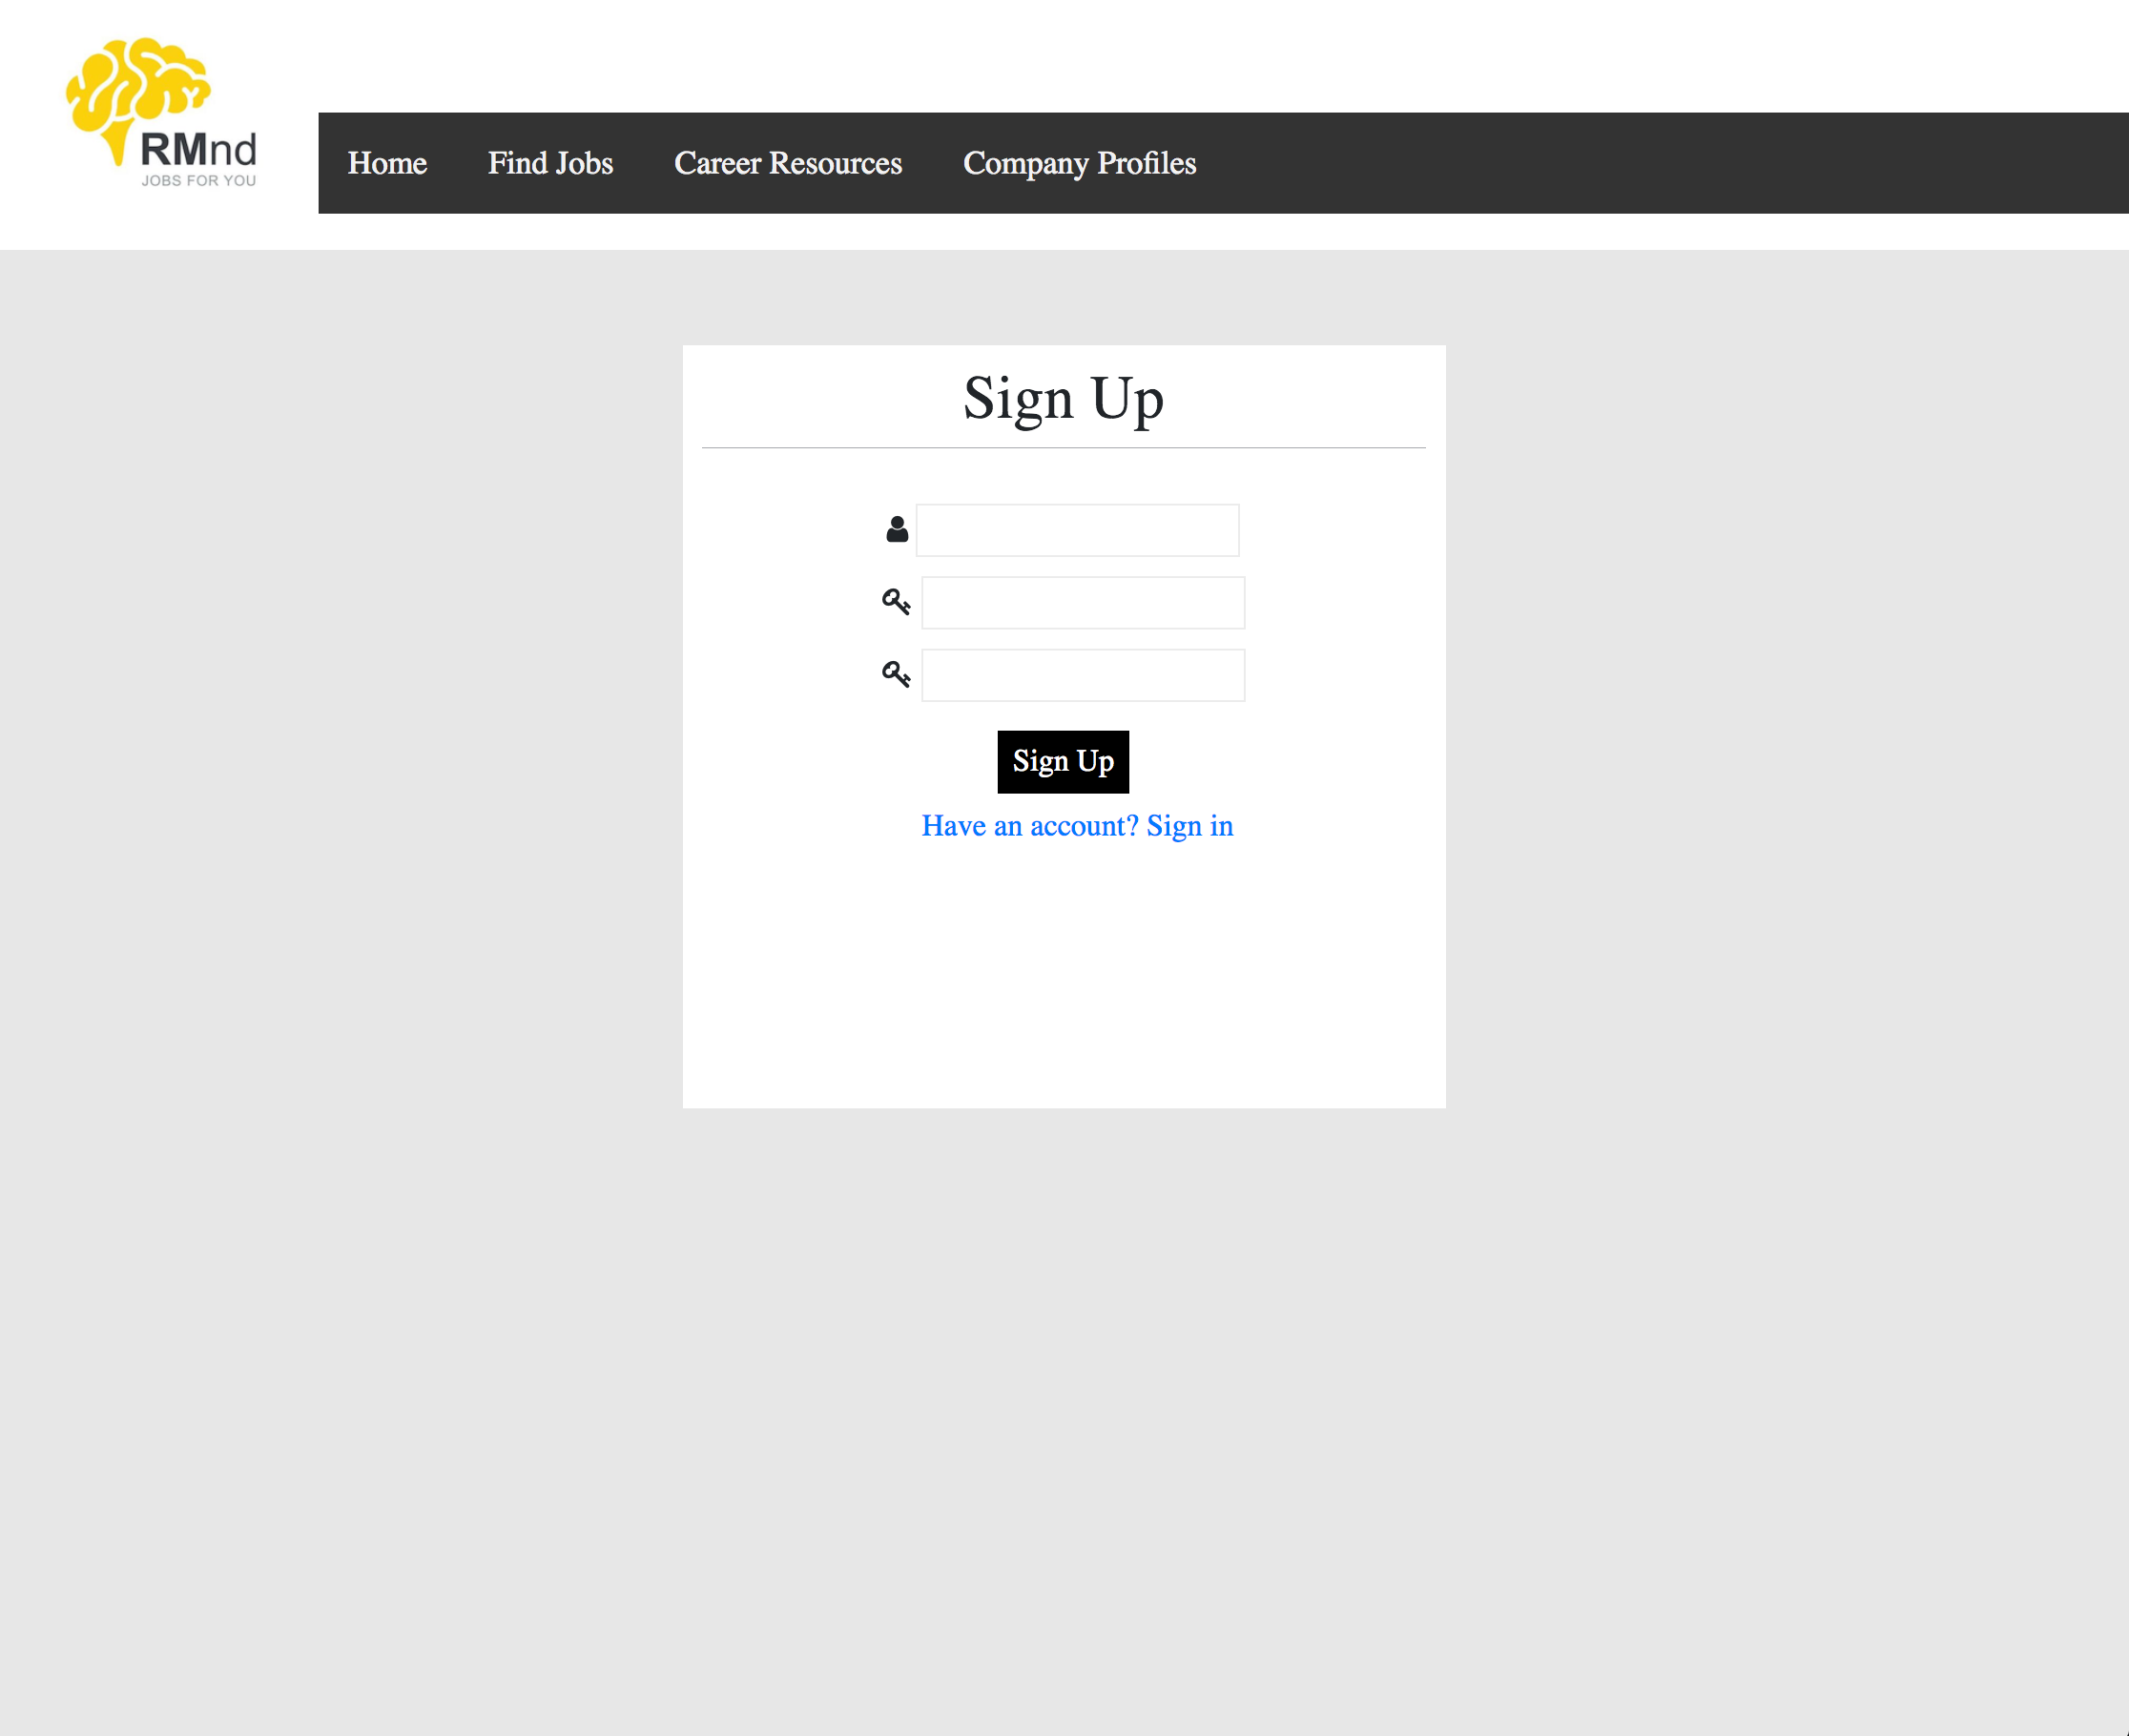 RMnd
JOBS FOR YOU
Home Find Jobs Career Resources Company Profiles
Sign Up
Sign Up
Have an account? Sign in